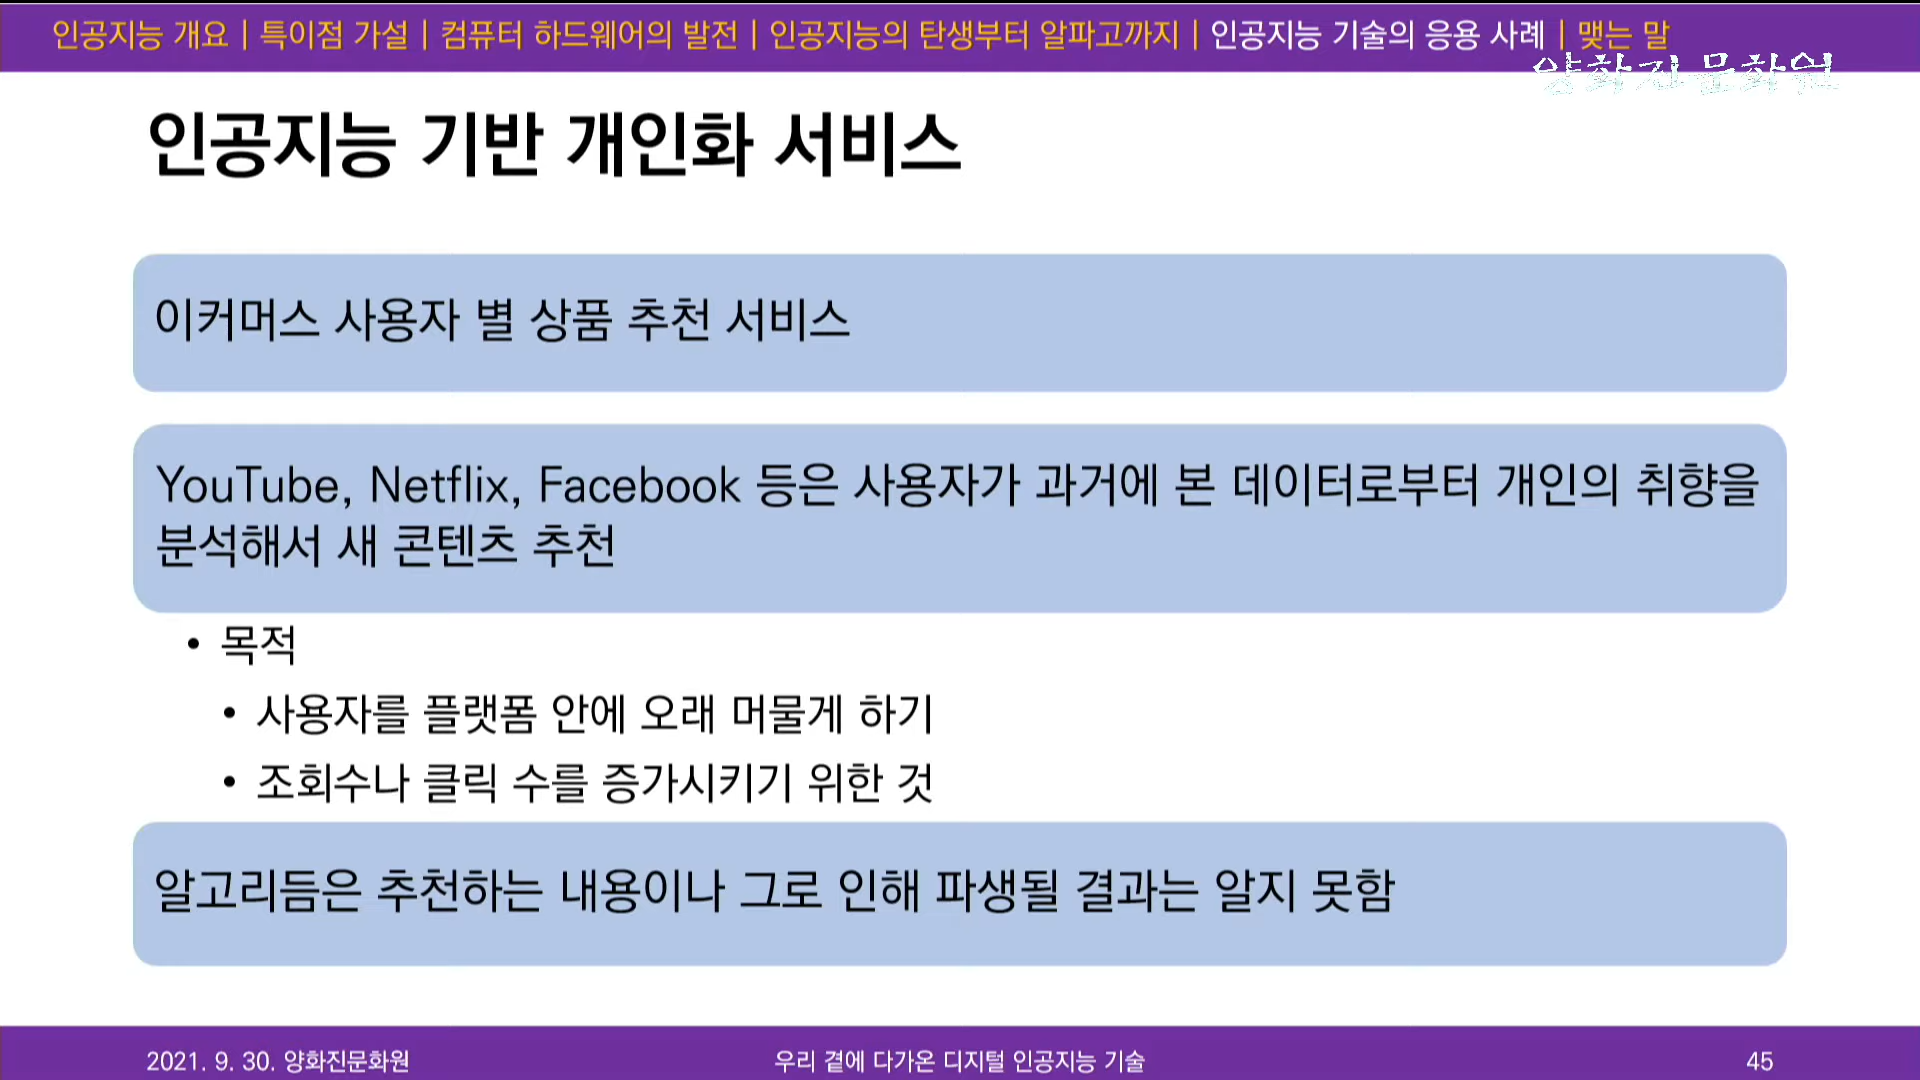 인공지능 개요 | 특이점 가설 | 컴퓨터 하드웨어의 발전 | 인공지능의 탄생부터 알파고까지 | 인공지능 기술의 응용 사례 | 맺는 말
양화진문화원
인공지능 기반 개인화 서비스
이커머스 사용자 별 상품 추천 서비스
YouTube, Netflix, Facebook 등은 사용자가 과거에 본 데이터로부터 개인의 취향을
분석해서 새 콘텐츠 추천
• 목적
• 사용자를 플랫폼 안에 오래 머물게 하기
• 조회수나 클릭 수를 증가시키기 위한 것
알고리듬은 추천하는 내용이나 그로 인해 파생될 결과는 알지 못함
2021. 9. 30. 양화진문화원
우리 곁에 다가온 디지털 인공지능 기술
45